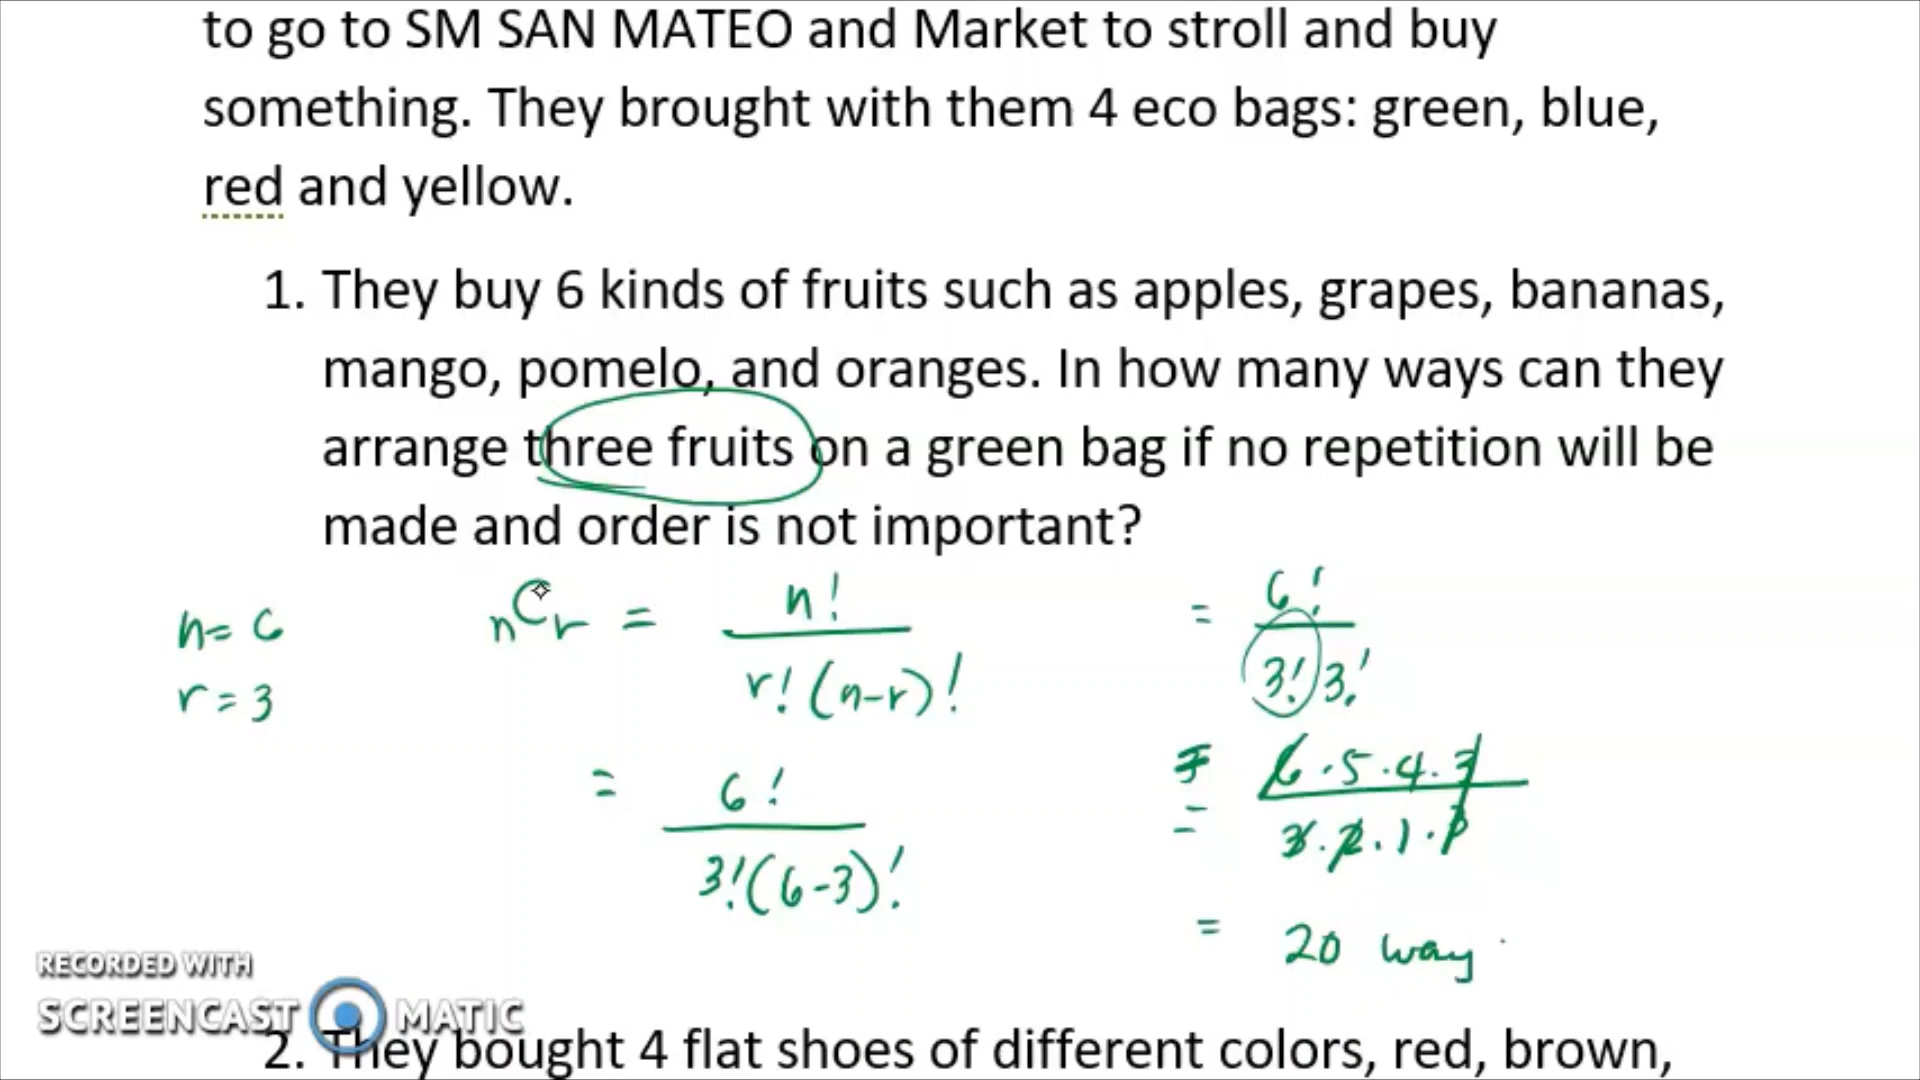 to go to SM SAN MATEO and Market to stroll and buy
something. They brought with them 4 eco bags: green, blue,
red and yellow.
1. They buy 6 kinds of fruits such as apples, grapes, bananas,
mango, pomelo, and oranges. In how many ways can they
arrange three fruits on a green bag if no repetition will be
made and order is not important?
n = 6
r = 3
nCr = n! / r!(n-r)!
= 6! / 3!(6-3)!
= 6! / 3! 3!
= 6·5·4·3! / 3·2·1·3!
= 20 way
RECORDED WITH
SCREENCAST MATIC
2. They bought 4 flat shoes of different colors, red, brown,